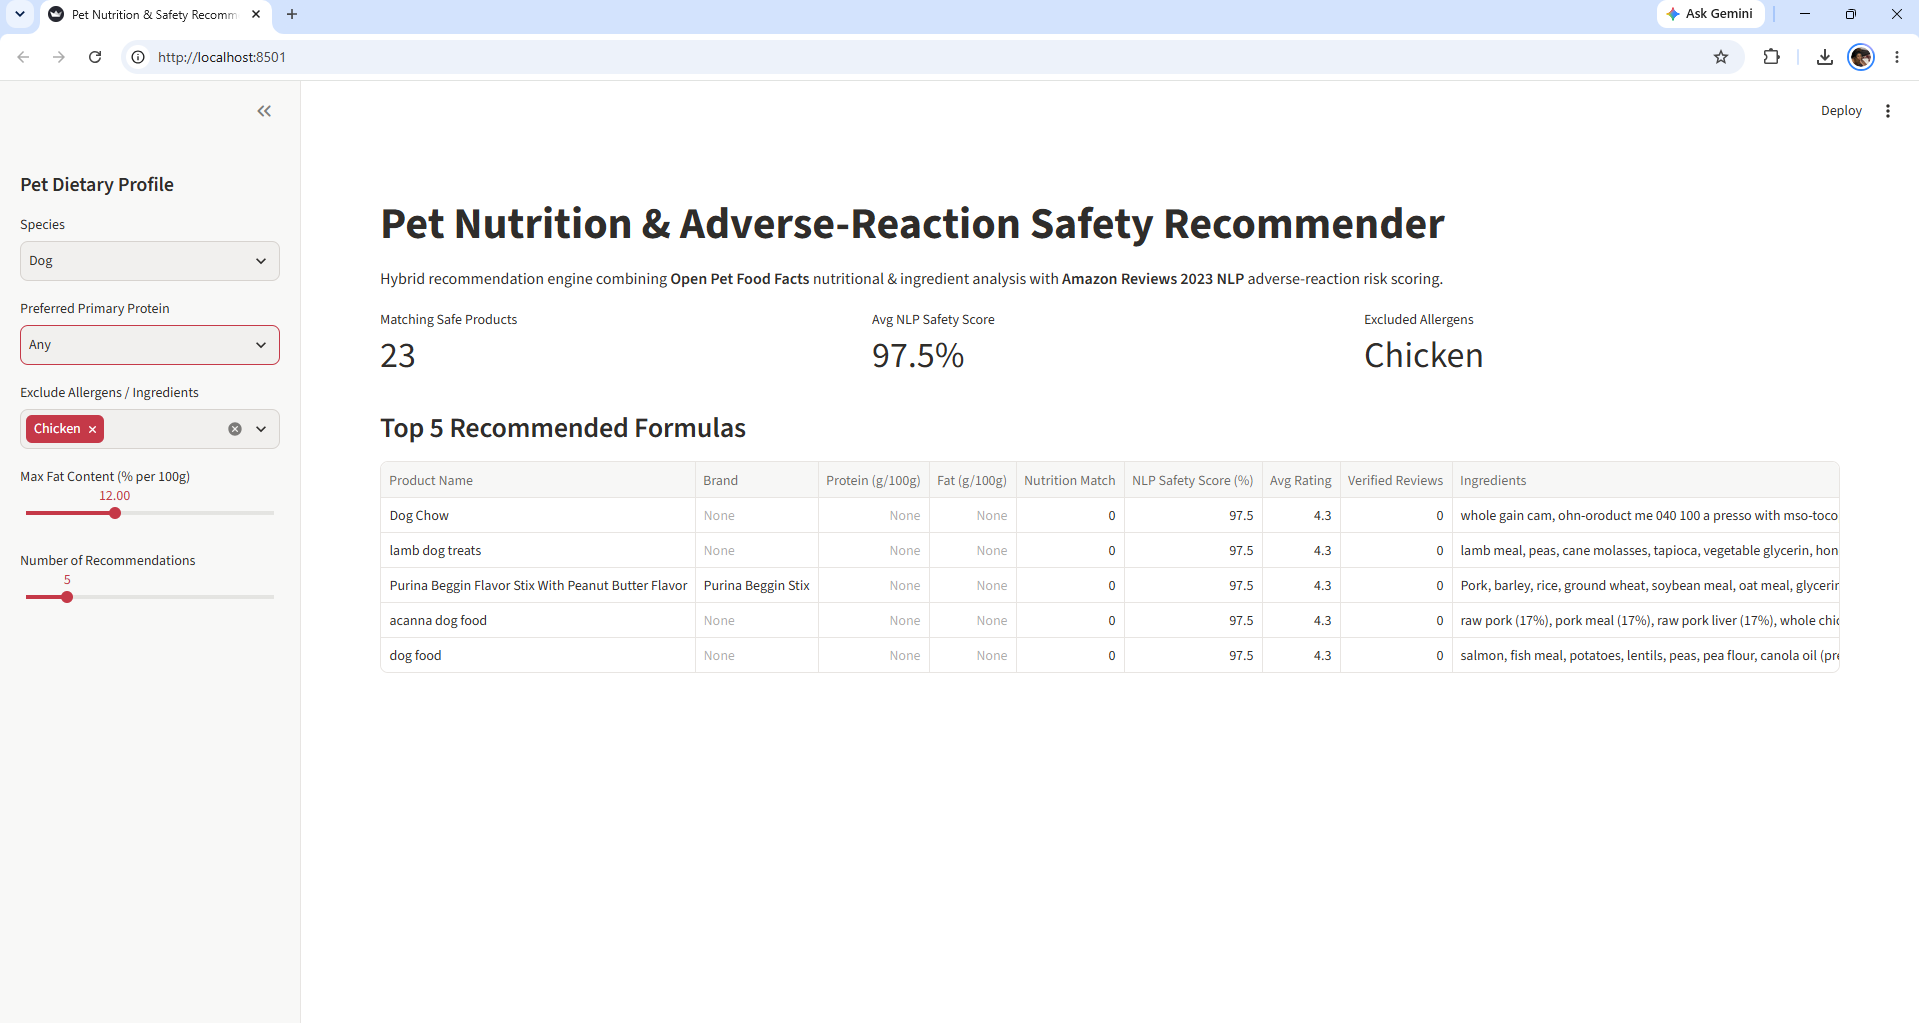 Pet Nutrition & Safety Recomm
Ask Gemini
http://localhost:8501
Deploy
Pet Dietary Profile
Species
Dog
Preferred Primary Protein
Any
Exclude Allergens / Ingredients
Chicken
Max Fat Content (% per 100g)
12.00
Number of Recommendations
5
Pet Nutrition & Adverse-Reaction Safety Recommender
Hybrid recommendation engine combining Open Pet Food Facts nutritional & ingredient analysis with Amazon Reviews 2023 NLP adverse-reaction risk scoring.
Matching Safe Products Avg NLP Safety Score Excluded Allergens
23 97.5% Chicken
Top 5 Recommended Formulas
Product Name Brand Protein (g/100g) Fat (g/100g) Nutrition Match NLP Safety Score (%) Avg Rating Verified Reviews Ingredients
Dog Chow None None None 0 97.5 4.3 0 whole gain cam, ohn-oroduct me 040 100 a presso with mso-toco
lamb dog treats None None None 0 97.5 4.3 0 lamb meal, peas, cane molasses, tapioca, vegetable glycerin, hon
Purina Beggin Flavor Stix With Peanut Butter Flavor Purina Beggin Stix None None 0 97.5 4.3 0 Pork, barley, rice, ground wheat, soybean meal, oat meal, glycerin
acanna dog food None None None 0 97.5 4.3 0 raw pork (17%), pork meal (17%), raw pork liver (17%), whole chic
dog food None None None 0 97.5 4.3 0 salmon, fish meal, potatoes, lentils, peas, pea flour, canola oil (pre